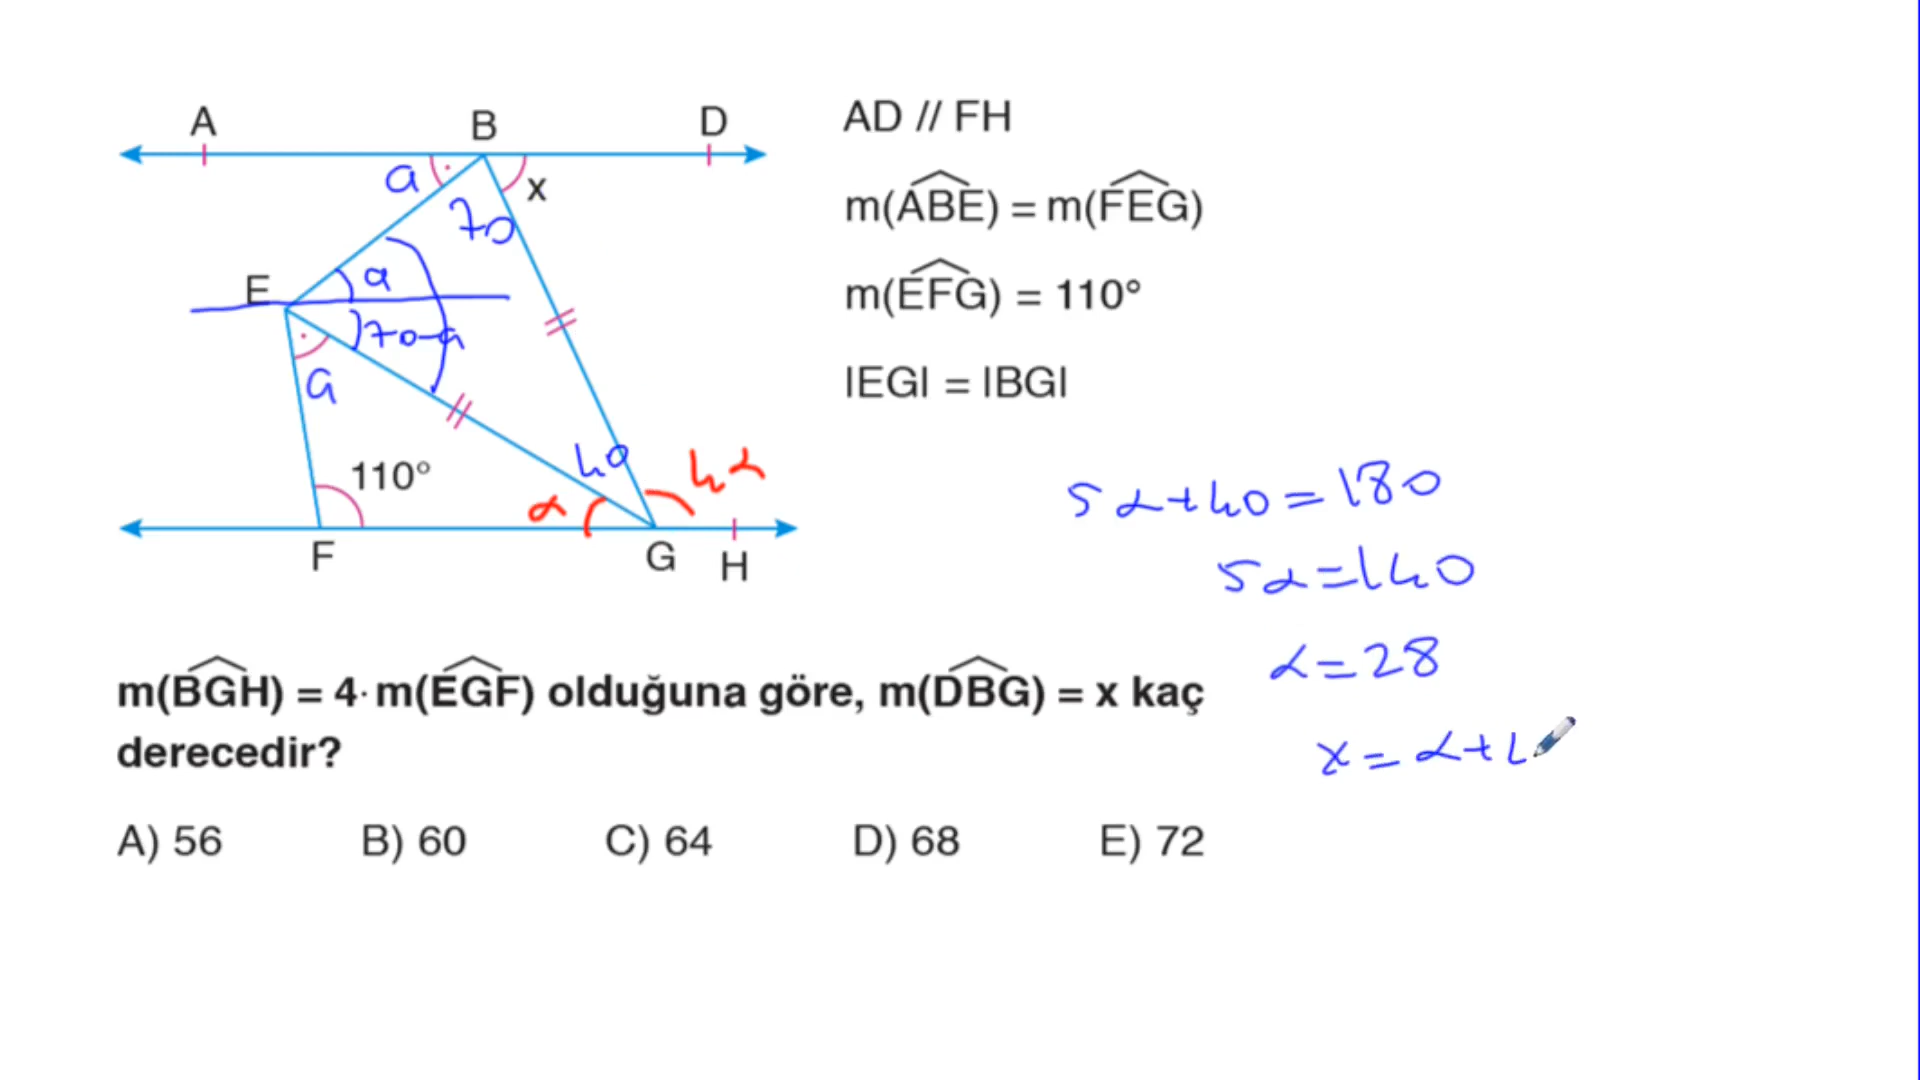 A B D
AD // FH
a x
70
m(ABE) = m(FEG)
E a
m(EFG) = 110°
70-a
a
|EG| = |BG|
110° 40 4α
α
5α+40=180
F G H
5α=140
α=28
m(BGH) = 4· m(EGF) olduğuna göre, m(DBG) = x kaç
derecedir?
x=α+
A) 56 B) 60 C) 64 D) 68 E) 72